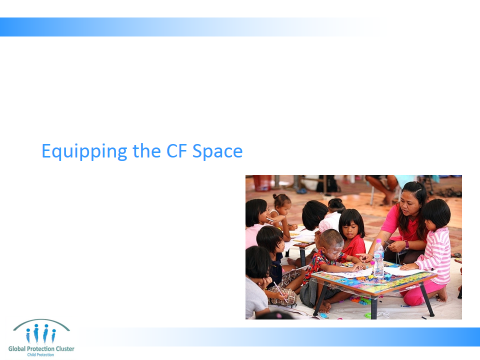 Equipping the CF Space
Global Protection Cluster
Child Protection